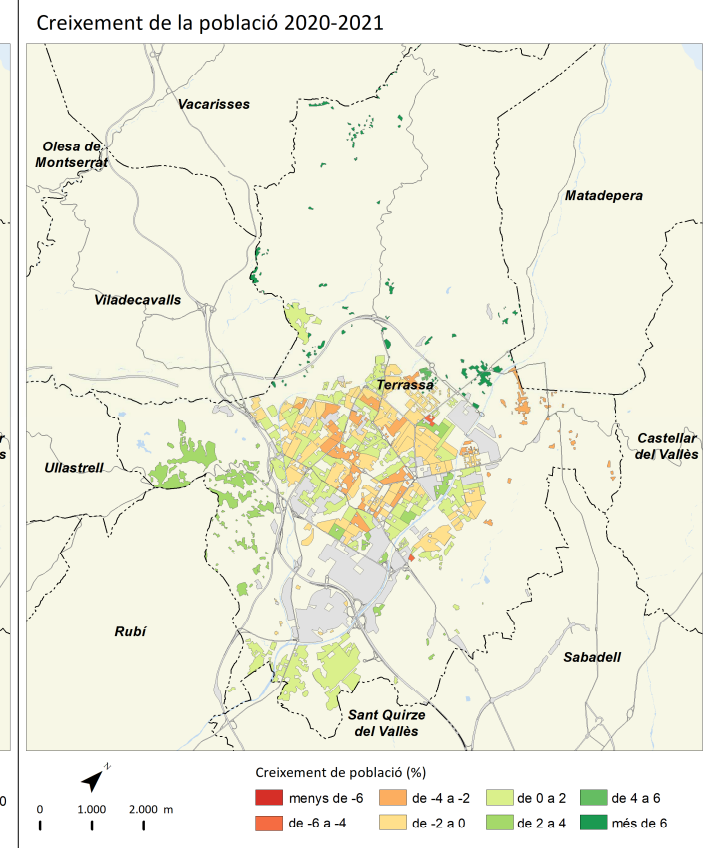 Creixement de la població 2020-2021
Vacarisses
Olesa de
Montserrat
Matadepera
Viladecavalls
Terrassa
r
s
Castellar
del Vallès
Ullastrell
Rubí
Sabadell
Sant Quirze
del Vallès
N
Creixement de població (%)
0
0 1.000 2.000 m
menys de -6 de -4 a -2 de 0 a 2 de 4 a 6
de -6 a -4 de -2 a 0 de 2 a 4 més de 6